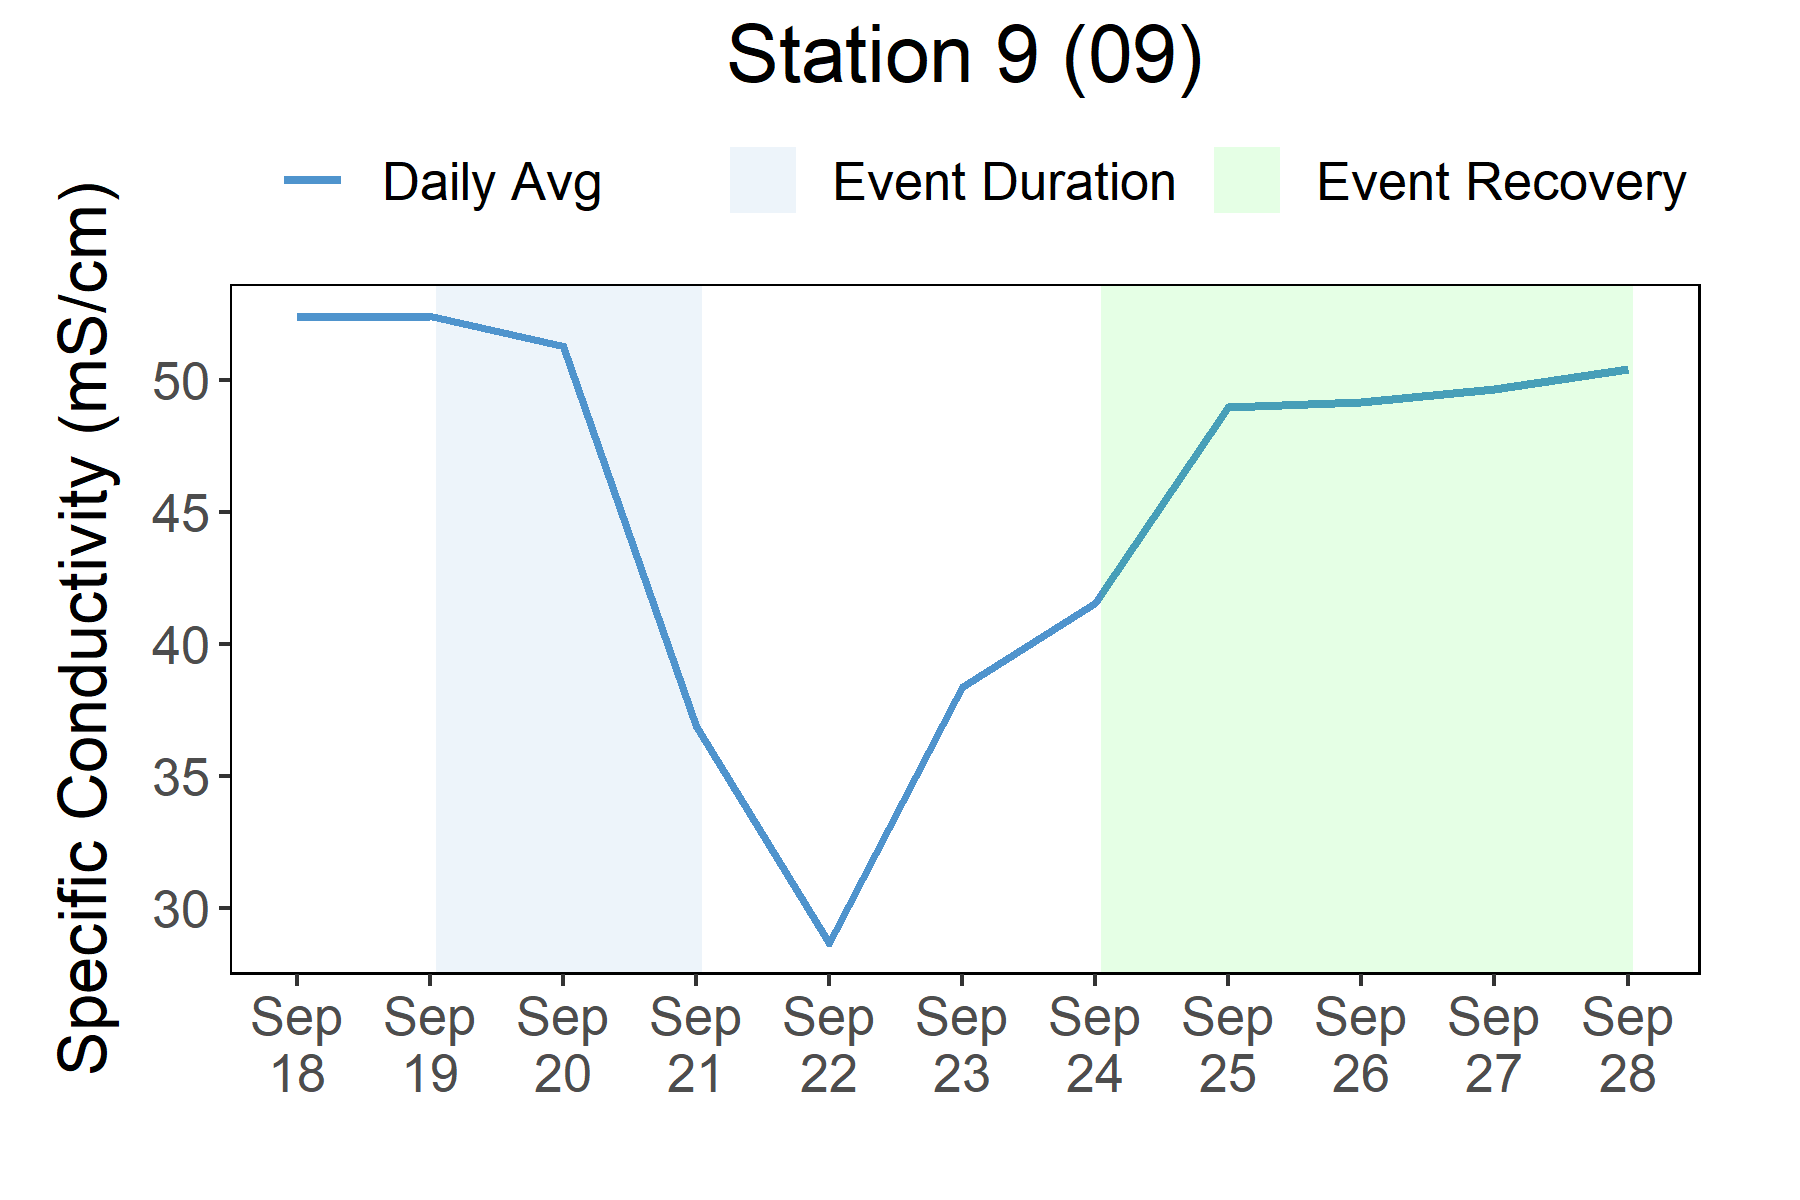 Station 9 (09)
Daily Avg
Event Duration
Event Recovery
Specific Conductivity (mS/cm)
50
45
40
35
30
Sep 18
Sep 19
Sep 20
Sep 21
Sep 22
Sep 23
Sep 24
Sep 25
Sep 26
Sep 27
Sep 28